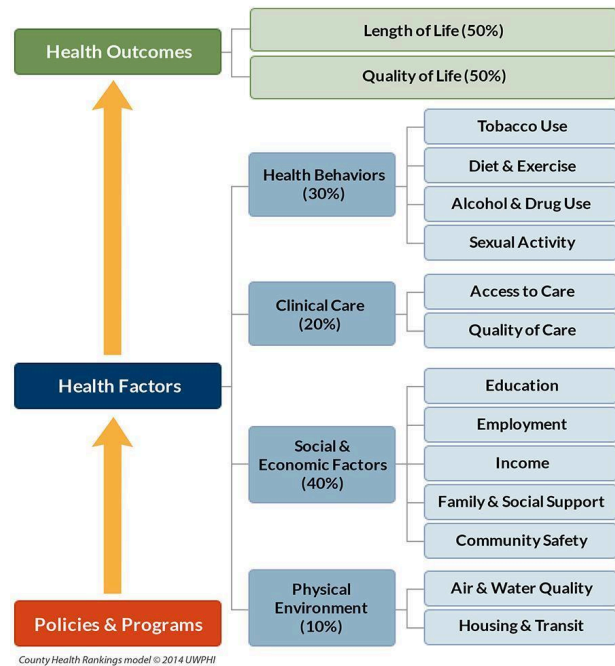 Health Outcomes
Length of Life (50%)
Quality of Life (50%)
Health Factors
Health Behaviors
(30%)
Tobacco Use
Diet & Exercise
Alcohol & Drug Use
Sexual Activity
Clinical Care
(20%)
Access to Care
Quality of Care
Social &
Economic Factors
(40%)
Education
Employment
Income
Family & Social Support
Community Safety
Physical
Environment
(10%)
Air & Water Quality
Housing & Transit
Policies & Programs
County Health Rankings model © 2014 UWPHI